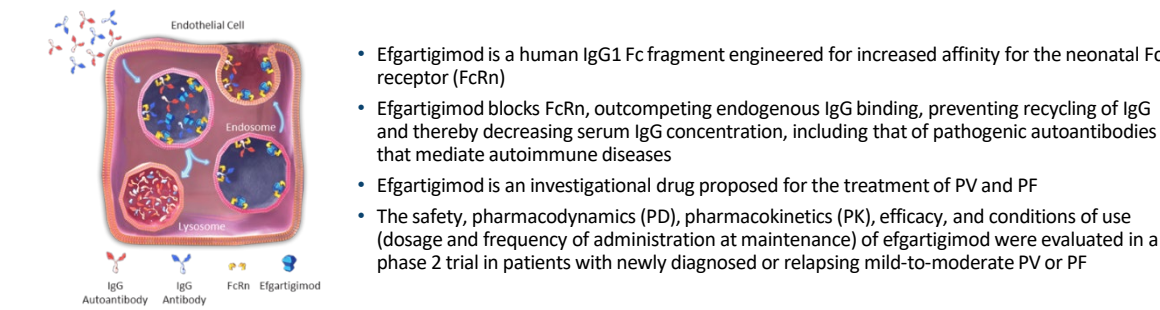 Endothelial Cell
Endosome
Lysosome
IgG Autoantibody
IgG Antibody
FcRn
Efgartigimod
• Efgartigimod is a human IgG1 Fc fragment engineered for increased affinity for the neonatal Fc
receptor (FcRn)
• Efgartigimod blocks FcRn, outcompeting endogenous IgG binding, preventing recycling of IgG
and thereby decreasing serum IgG concentration, including that of pathogenic autoantibodies
that mediate autoimmune diseases
• Efgartigimod is an investigational drug proposed for the treatment of PV and PF
• The safety, pharmacodynamics (PD), pharmacokinetics (PK), efficacy, and conditions of use
(dosage and frequency of administration at maintenance) of efgartigimod were evaluated in a
phase 2 trial in patients with newly diagnosed or relapsing mild-to-moderate PV or PF